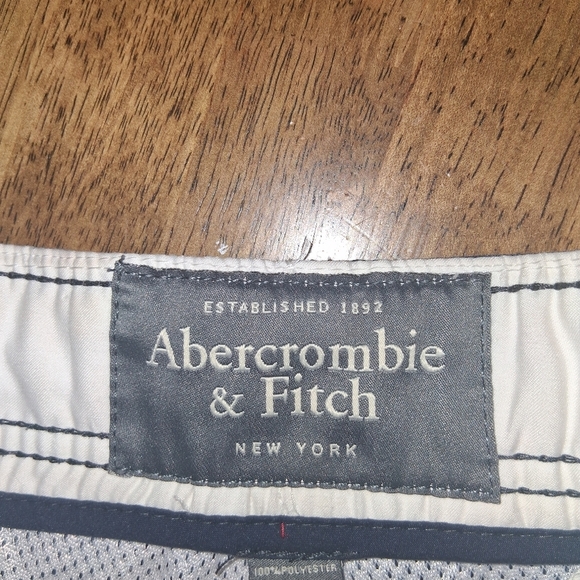 ESTABLISHED 1892
Abercrombie
& Fitch
NEW YORK
100% POLYESTER